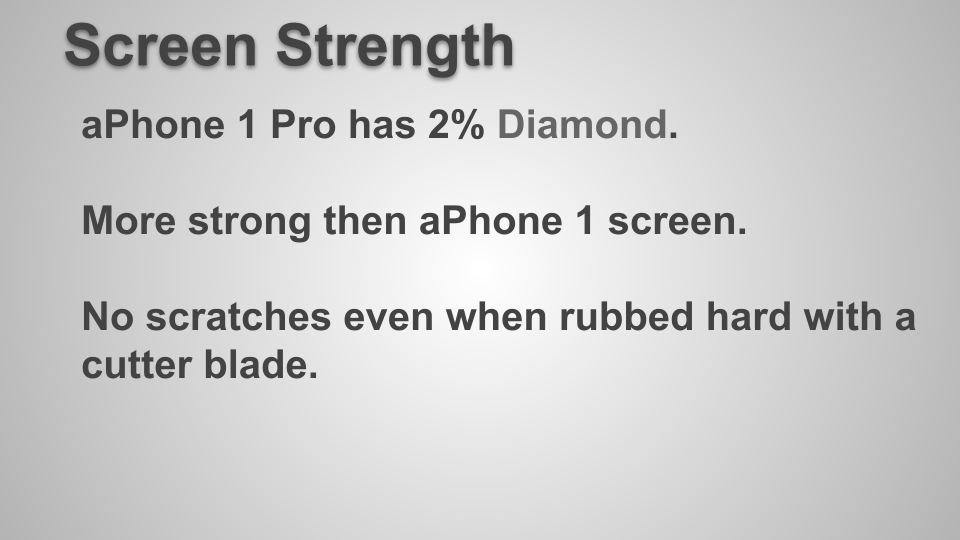 Screen Strength
aPhone 1 Pro has 2% Diamond.
More strong then aPhone 1 screen.
No scratches even when rubbed hard with a
cutter blade.